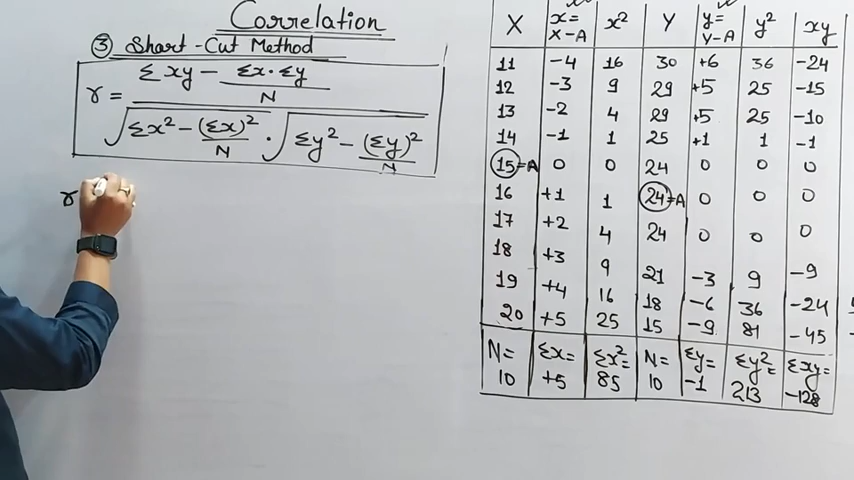 Correlation
③ Short-Cut Method
r = Σxy − Σx·Σy/N
√Σx² − (Σx)²/N · √Σy² − (Σy)²/N
r
X | x= X−A | x² | Y | y= Y−A | y² | xy
11 | −4 | 16 | 30 | +6 | 36 | −24
12 | −3 | 9 | 29 | +5 | 25 | −15
13 | −2 | 4 | 29 | +5 | 25 | −10
14 | −1 | 1 | 25 | +1 | 1 | −1
15=A | 0 | 0 | 24 | 0 | 0 | 0
16 | +1 | 1 | 24=A | 0 | 0 | 0
17 | +2 | 4 | 24 | 0 | 0 | 0
18 | +3 | 9 | 21 | −3 | 9 | −9
19 | +4 | 16 | 18 | −6 | 36 | −24
20 | +5 | 25 | 15 | −9 | 81 | −45
N= 10 | Σx= +5 | Σx²= 85 | N= 10 | Σy= −1 | Σy²= 213 | Σxy= −128